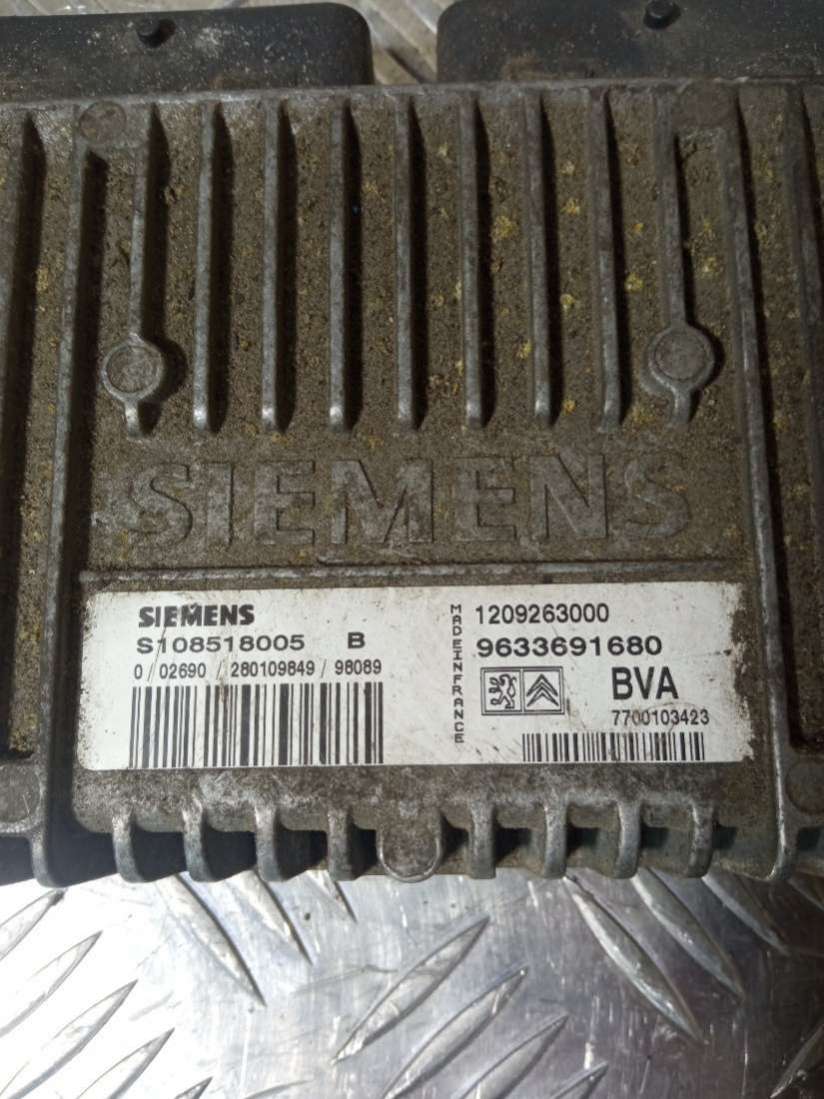 SIEMENS
SIEMENS
S108518005 B
0 / 02690 / 280109849 / 98089
MADE IN FRANCE
1209263000
9633691680
BVA
7700103423